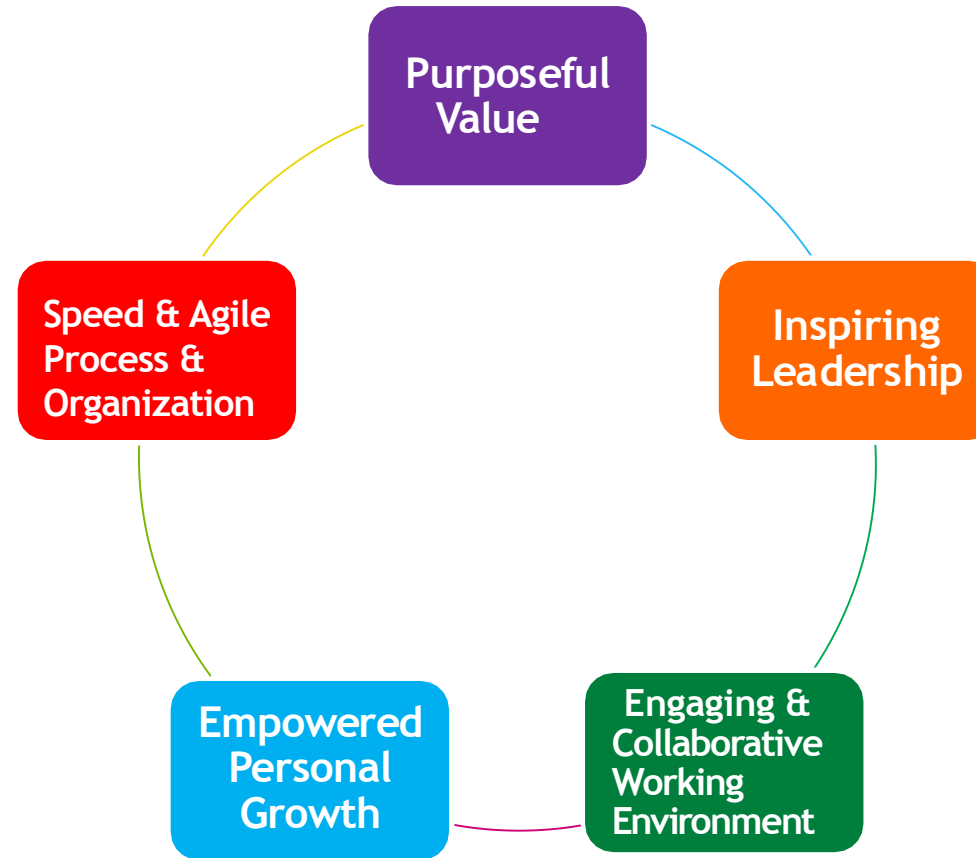 Purposeful
Value
Inspiring
Leadership
Engaging &
Collaborative
Working
Environment
Empowered
Personal
Growth
Speed & Agile
Process &
Organization